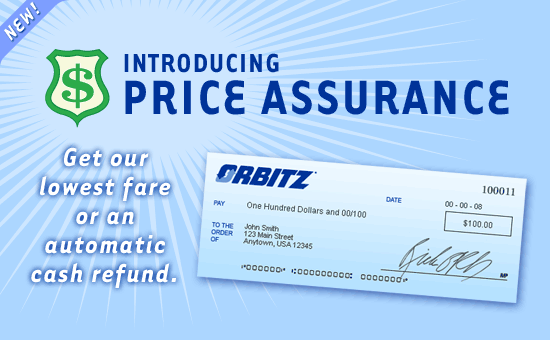 NEW!
$
INTRODUCING
PRICE ASSURANCE
Get our
lowest fare
or an
automatic
cash refund.
ORBITZ
100011
PAY One Hundred Dollars and 00/100 DATE 00 - 00 - 08
$100.00
TO THE
ORDER
OF
John Smith
123 Main Street
Anytown, USA 12345
MP